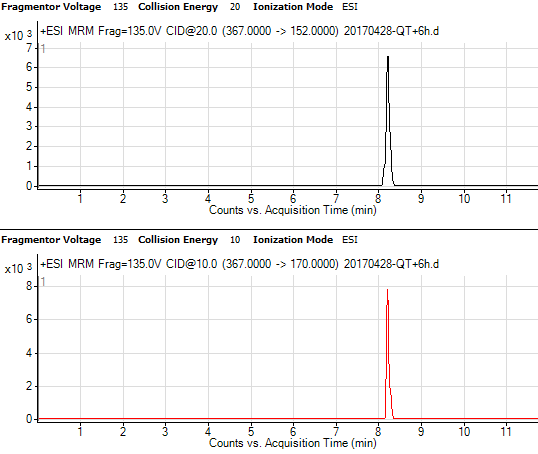 Fragmentor Voltage 135 Collision Energy 20 Ionization Mode ESI
x10 3 +ESI MRM Frag=135.0V CID@20.0 (367.0000 -> 152.0000) 20170428-QT+6h.d
1
7
6
5
4
3
2
1
0
1 2 3 4 5 6 7 8 9 10 11
Counts vs. Acquisition Time (min)
Fragmentor Voltage 135 Collision Energy 10 Ionization Mode ESI
x10 3 +ESI MRM Frag=135.0V CID@10.0 (367.0000 -> 170.0000) 20170428-QT+6h.d
1
8
6
4
2
0
1 2 3 4 5 6 7 8 9 10 11
Counts vs. Acquisition Time (min)